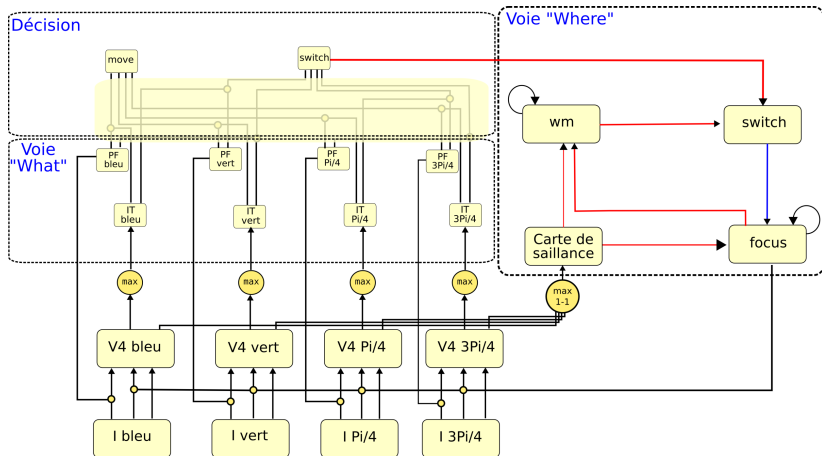 Décision
Voie "Where"
move
switch
wm
switch
Voie
"What"
PF
bleu
PF
vert
PF
Pi/4
PF
3Pi/4
IT
bleu
IT
vert
IT
Pi/4
IT
3Pi/4
Carte de
saillance
focus
max
max
max
max
max
1-1
V4 bleu
V4 vert
V4 Pi/4
V4 3Pi/4
I bleu
I vert
I Pi/4
I 3Pi/4